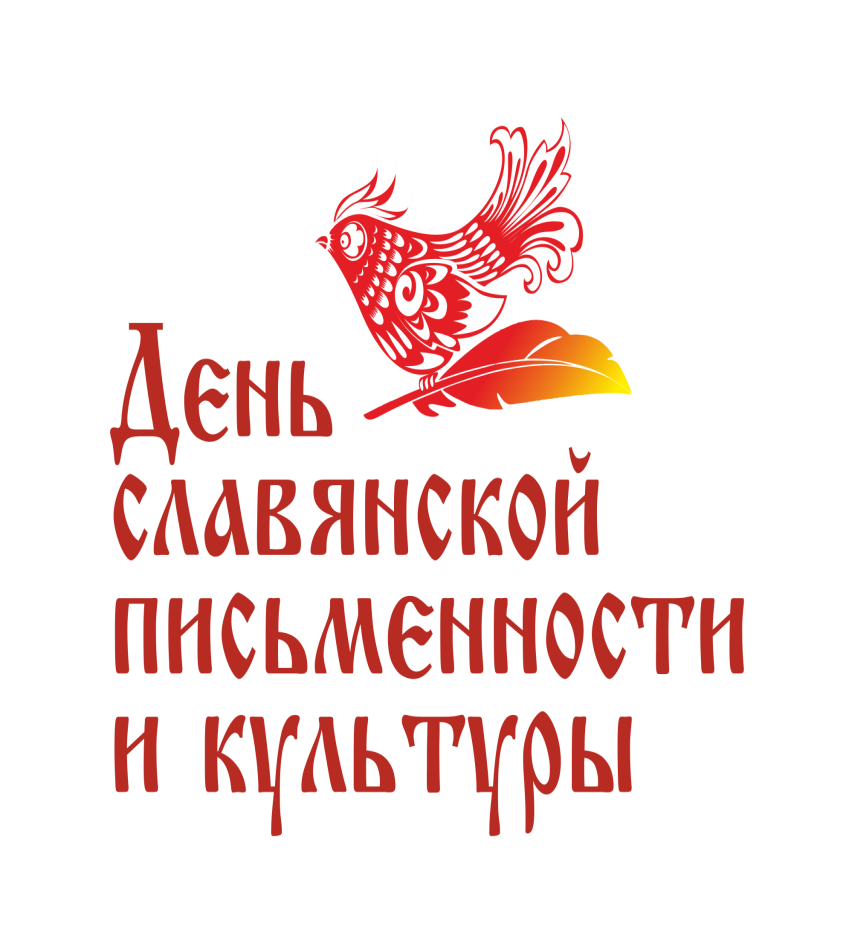 День
славянской
письменности
и культуры